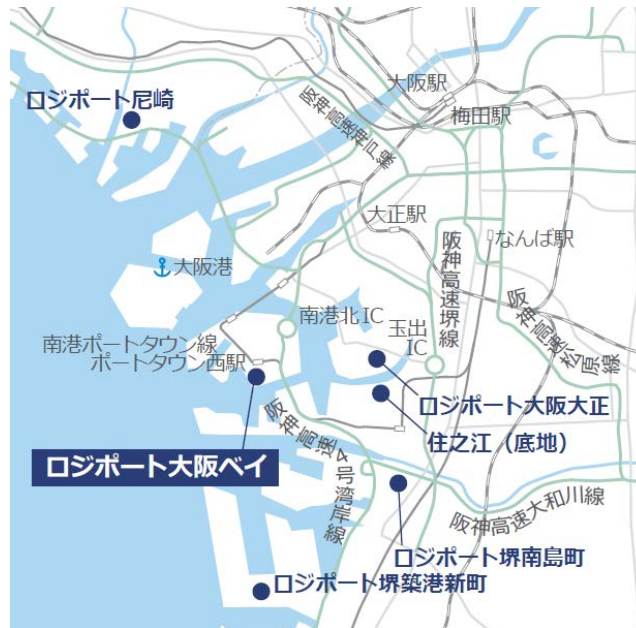 ロジポート尼崎
大阪駅
梅田駅
阪神高速神戸線
大正駅
なんば駅
阪神高速堺線
大阪港
南港北IC
玉出
IC
阪神高速松原線
南港ポートタウン線
ポートタウン西駅
ロジポート大阪大正
住之江（底地）
ロジポート大阪ベイ
阪神高速4号湾岸線
阪神高速大和川線
ロジポート堺南島町
ロジポート堺築港新町